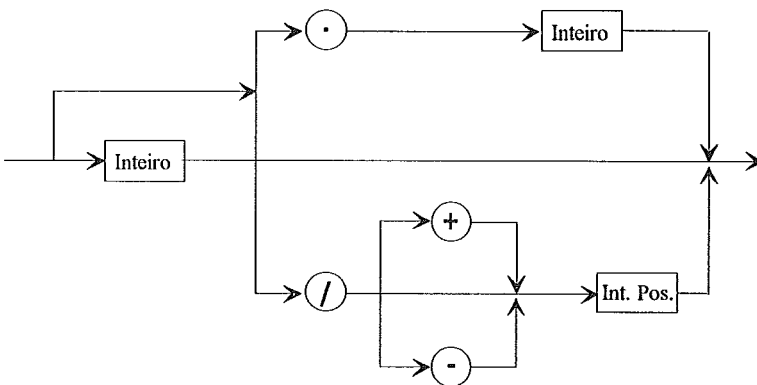 ·
Inteiro
Inteiro
+
/
Int. Pos.
-